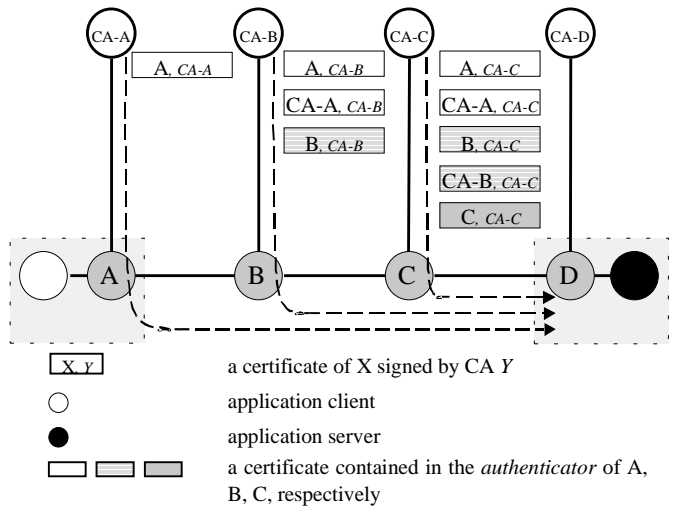 CA-A
CA-B
CA-C
CA-D
A, CA-A
A, CA-B
A, CA-C
CA-A, CA-B
CA-A, CA-C
B, CA-B
B, CA-C
CA-B, CA-C
C, CA-C
A
B
C
D
X, Y
a certificate of X signed by CA Y
application client
application server
a certificate contained in the authenticator of A,
B, C, respectively